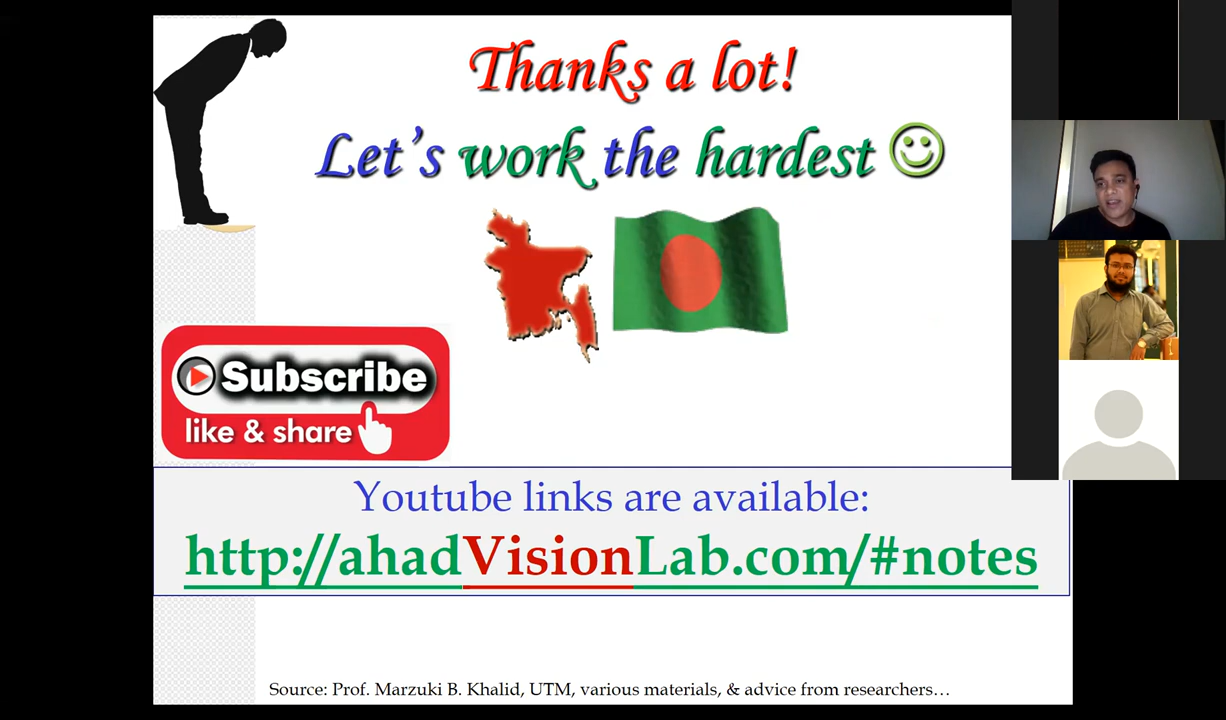 Thanks a lot!
Let's work the hardest
Subscribe
like & share
Youtube links are available:
http://ahadVisionLab.com/#notes
Source: Prof. Marzuki B. Khalid, UTM, various materials, & advice from researchers…